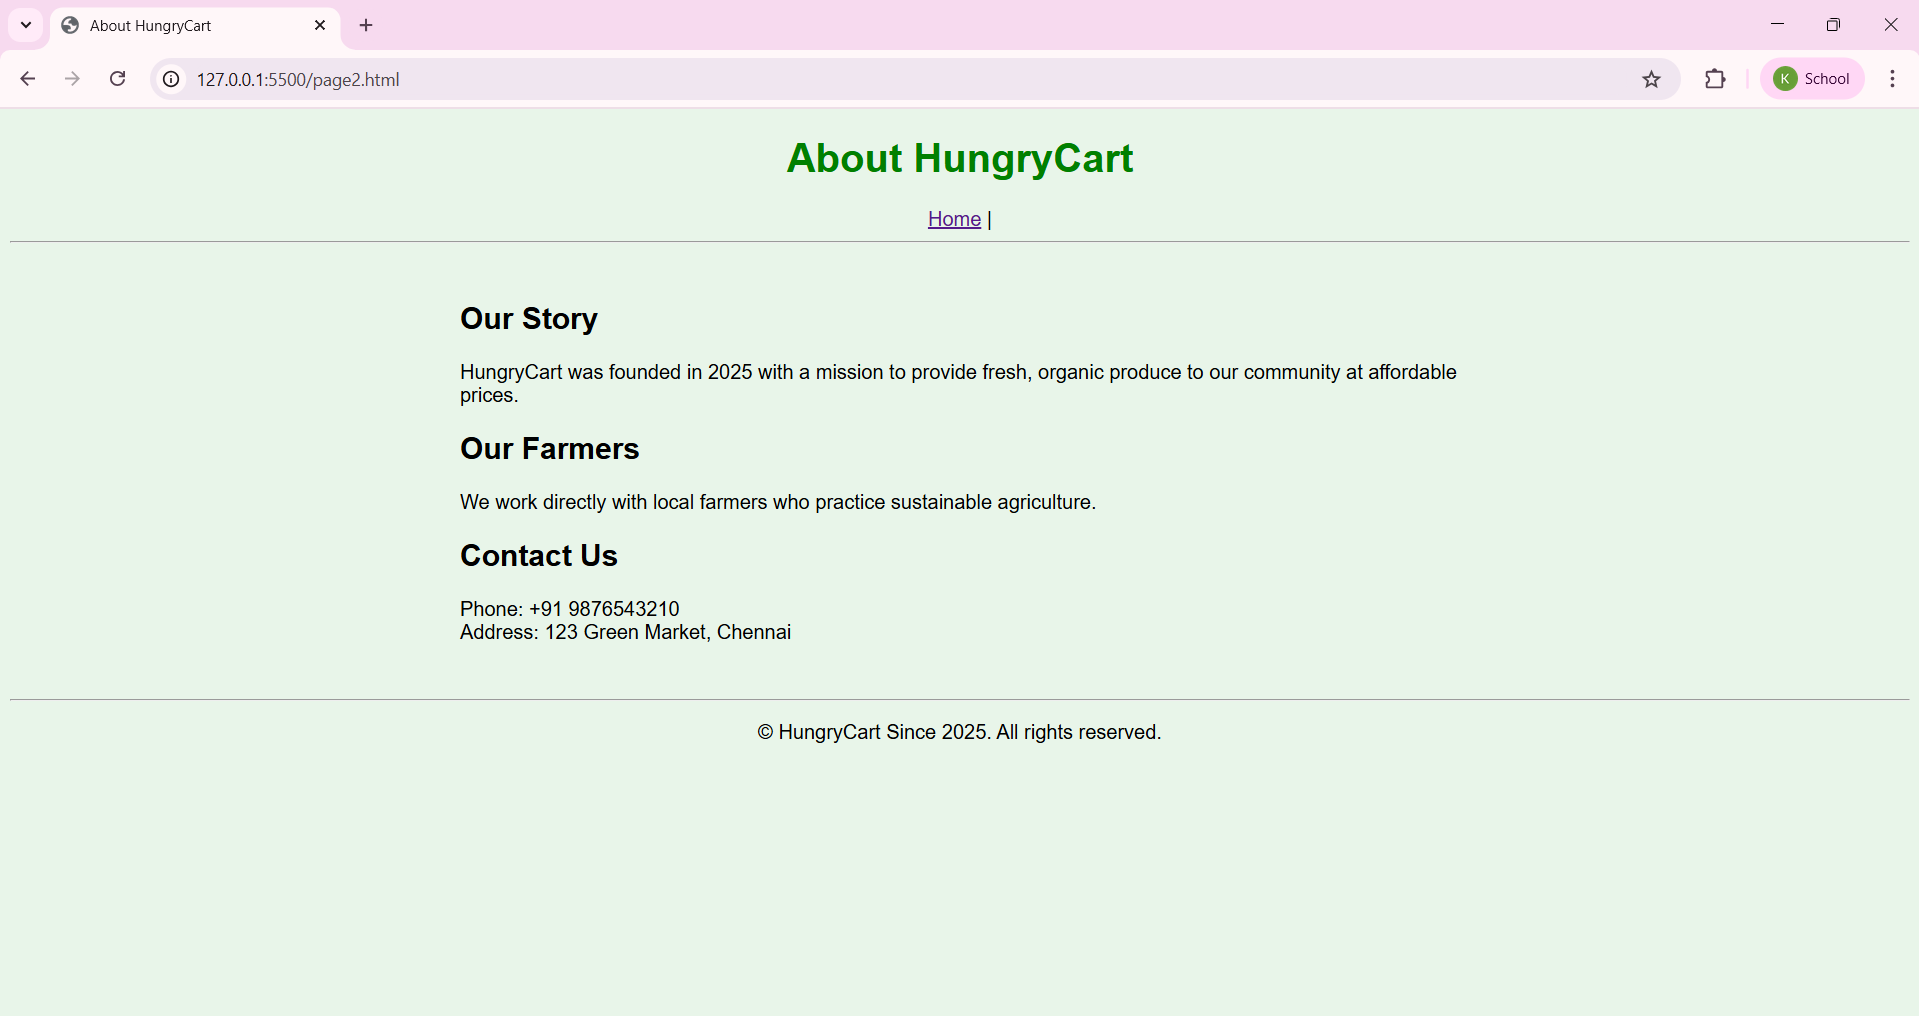 About HungryCart
127.0.0.1:5500/page2.html
K School
About HungryCart
Home |
Our Story
HungryCart was founded in 2025 with a mission to provide fresh, organic produce to our community at affordable
prices.
Our Farmers
We work directly with local farmers who practice sustainable agriculture.
Contact Us
Phone: +91 9876543210
Address: 123 Green Market, Chennai
© HungryCart Since 2025. All rights reserved.